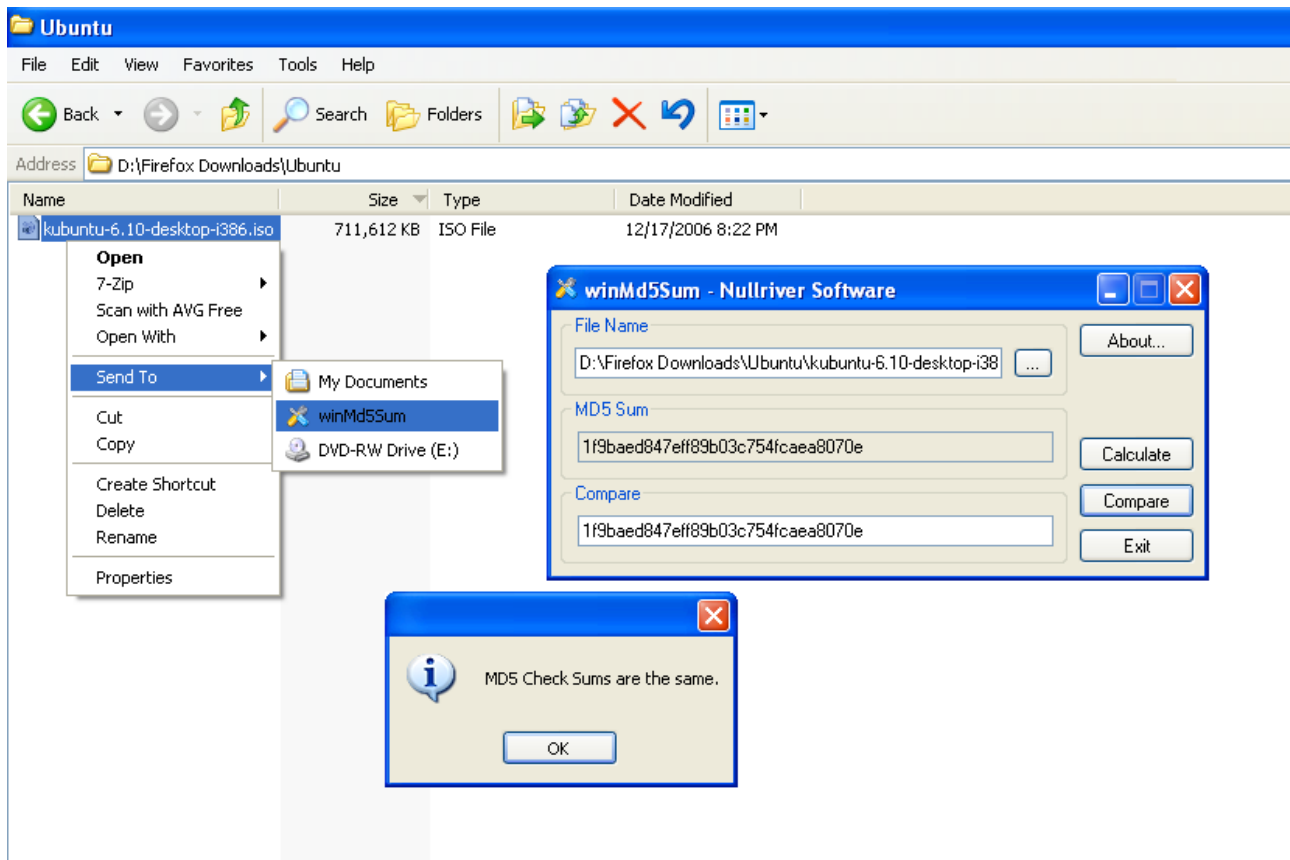 Ubuntu
File Edit View Favorites Tools Help
Back Search Folders
Address D:\Firefox Downloads\Ubuntu
Name Size Type Date Modified
kubuntu-6.10-desktop-i386.iso 711,612 KB ISO File 12/17/2006 8:22 PM
Open
7-Zip
Scan with AVG Free
Open With
Send To
Cut
Copy
Create Shortcut
Delete
Rename
Properties
My Documents
winMd5Sum
DVD-RW Drive (E:)
winMd5Sum - Nullriver Software
File Name
D:\Firefox Downloads\Ubuntu\kubuntu-6.10-desktop-i38
...
About...
MD5 Sum
1f9baed847eff89b03c754fcaea8070e
Calculate
Compare
1f9baed847eff89b03c754fcaea8070e
Compare
Exit
MD5 Check Sums are the same.
OK